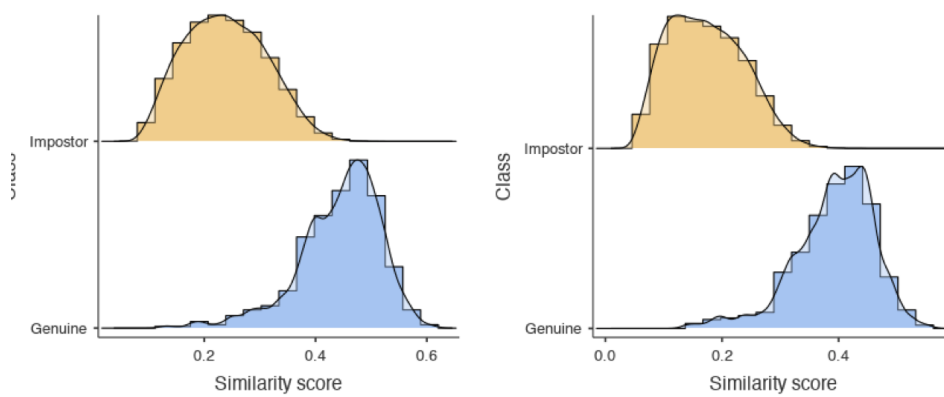 Impostor
Genuine
0.2
0.4
0.6
Similarity score
Class
Impostor
Genuine
0.0
0.2
0.4
Similarity score